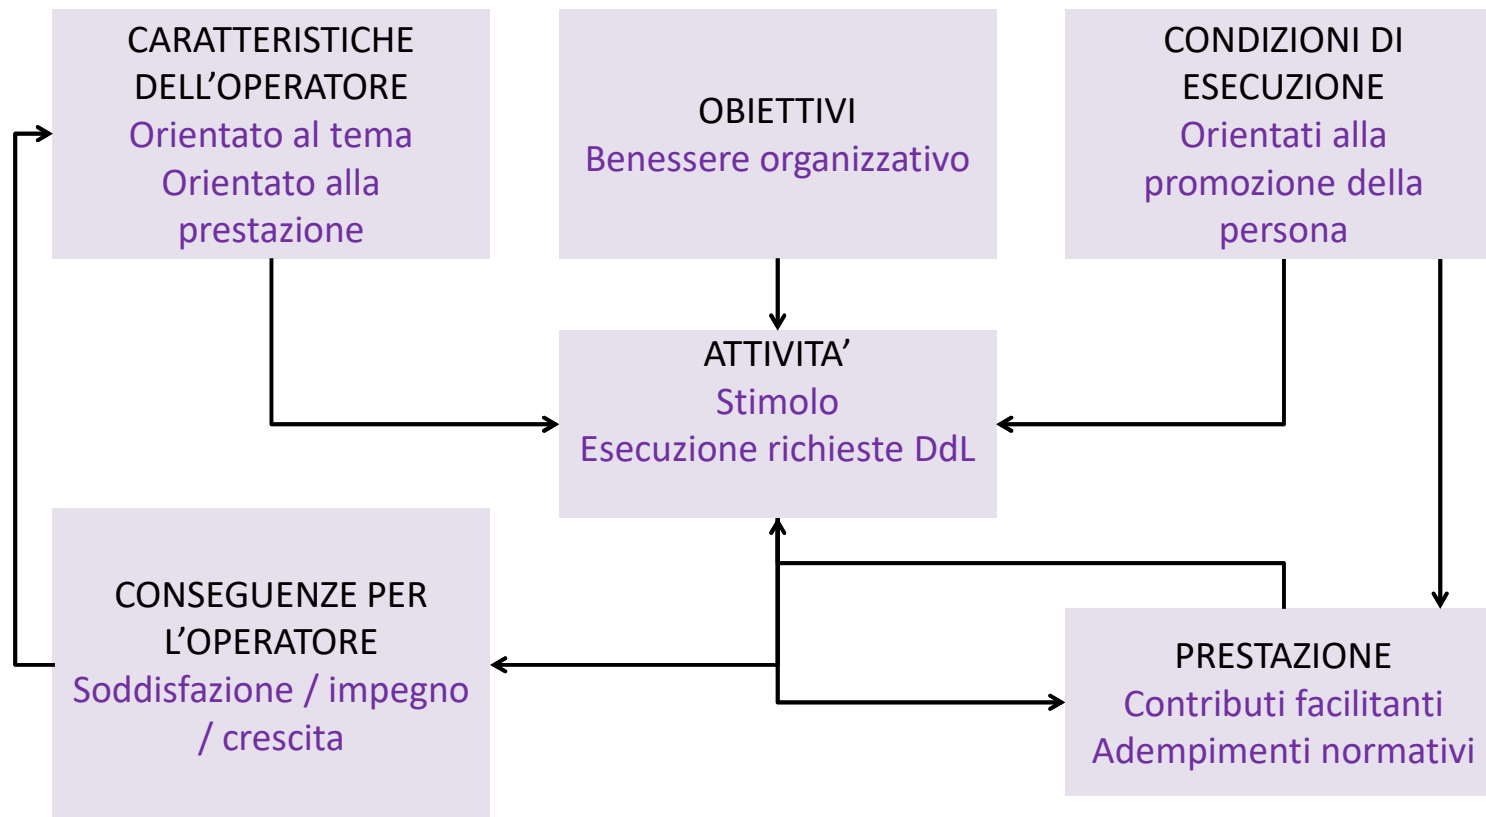 CARATTERISTICHE
DELL’OPERATORE
Orientato al tema
Orientato alla
prestazione
OBIETTIVI
Benessere organizzativo
CONDIZIONI DI
ESECUZIONE
Orientati alla
promozione della
persona
ATTIVITA’
Stimolo
Esecuzione richieste DdL
CONSEGUENZE PER
L’OPERATORE
Soddisfazione / impegno
/ crescita
PRESTAZIONE
Contributi facilitanti
Adempimenti normativi